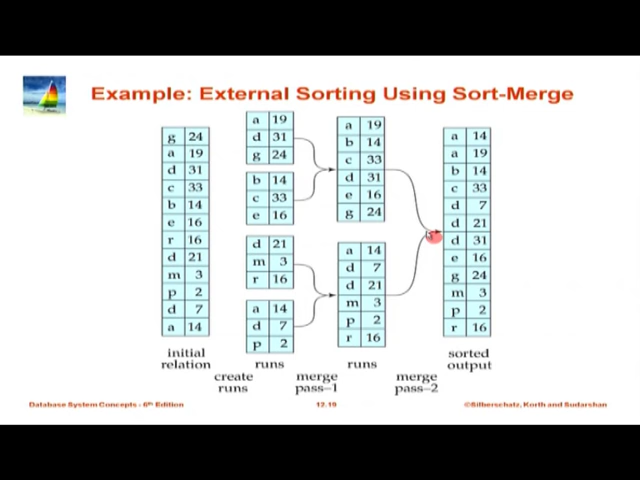 Example: External Sorting Using Sort-Merge
g 24
a 19
d 31
c 33
b 14
e 16
r 16
d 21
m 3
p 2
d 7
a 14
initial
relation
a 19
d 31
g 24
b 14
c 33
e 16
d 21
m 3
r 16
a 14
d 7
p 2
runs
create
runs
a 19
b 14
c 33
d 31
e 16
g 24
a 14
d 7
d 21
m 3
p 2
r 16
runs
merge
pass–1
a 14
a 19
b 14
c 33
d 7
d 21
d 31
e 16
g 24
m 3
p 2
r 16
sorted
output
merge
pass–2
Database System Concepts - 6th Edition
12.19
©Silberschatz, Korth and Sudarshan